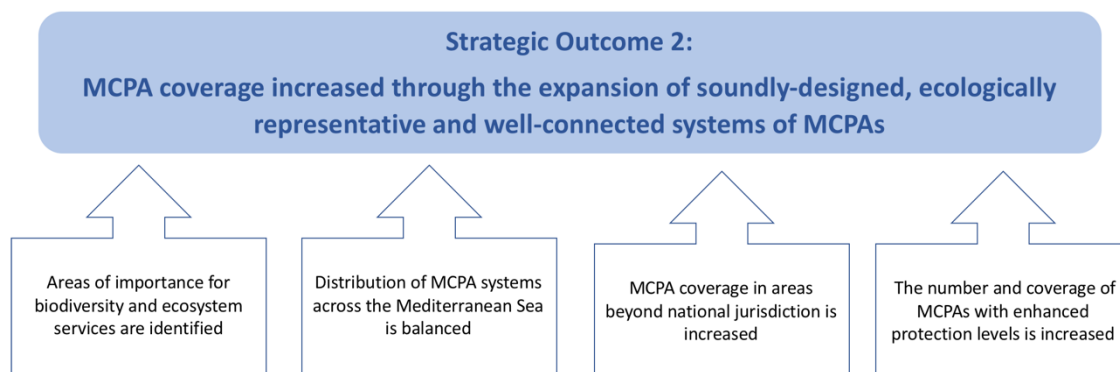 Strategic Outcome 2:
MCPA coverage increased through the expansion of soundly-designed, ecologically
representative and well-connected systems of MCPAs
Areas of importance for
biodiversity and ecosystem
services are identified
Distribution of MCPA systems
across the Mediterranean Sea
is balanced
MCPA coverage in areas
beyond national jurisdiction is
increased
The number and coverage of
MCPAs with enhanced
protection levels is increased